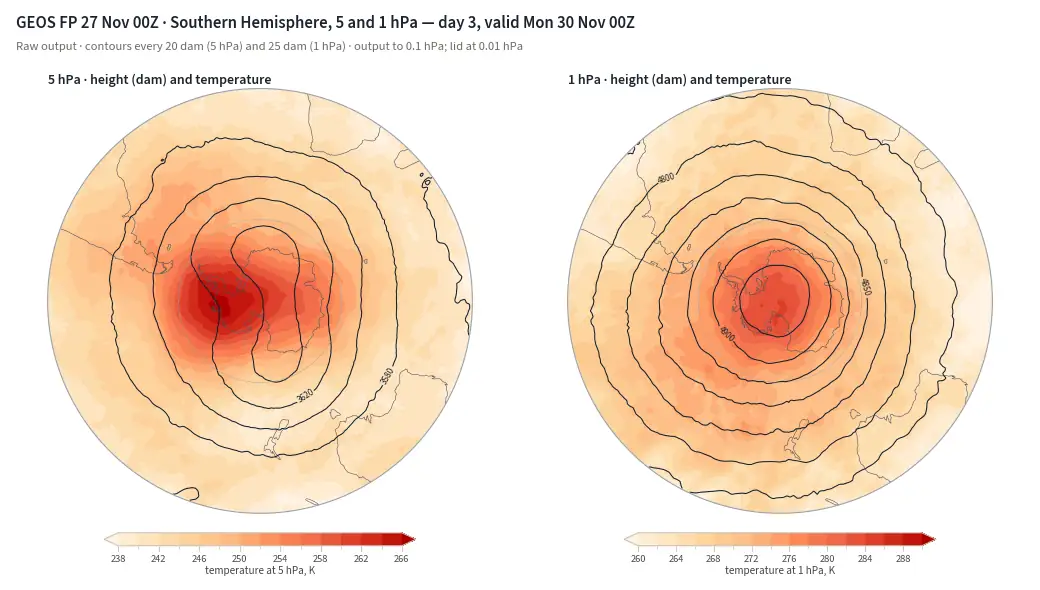 GEOS FP 27 Nov 00Z · Southern Hemisphere, 5 and 1 hPa — day 3, valid Mon 30 Nov 00Z
Raw output · contours every 20 dam (5 hPa) and 25 dam (1 hPa) · output to 0.1 hPa; lid at 0.01 hPa
5 hPa · height (dam) and temperature
3580
3620
238 242 246 250 254 258 262 266
temperature at 5 hPa, K
1 hPa · height (dam) and temperature
4800
4850
4900
260 264 268 272 276 280 284 288
temperature at 1 hPa, K